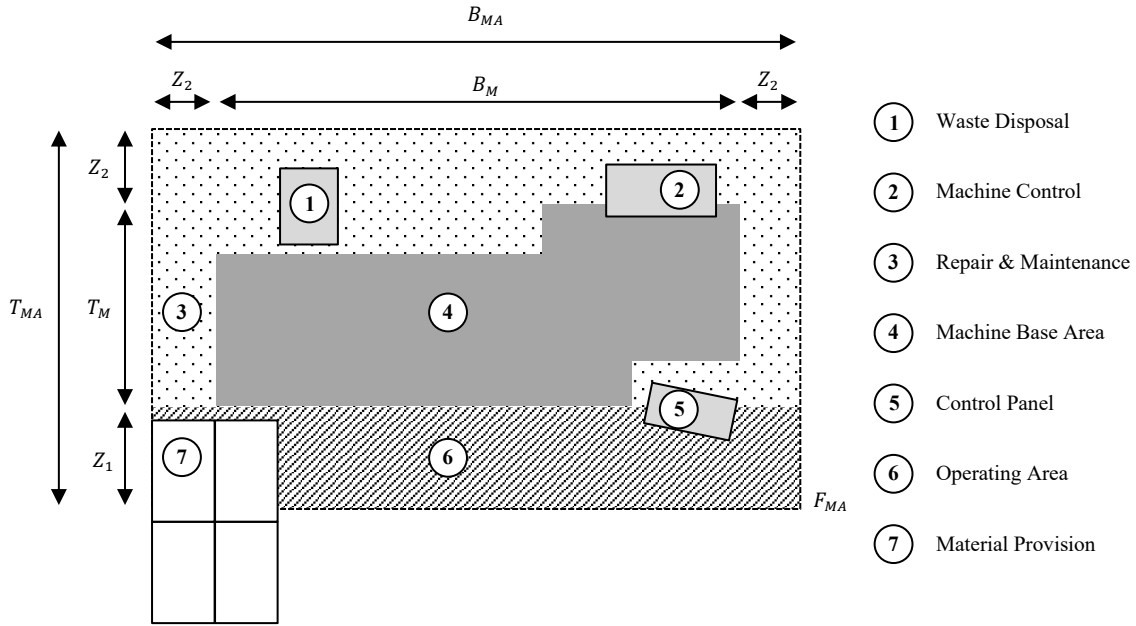 B_MA
Z_2
B_M
Z_2
Z_2
T_MA
T_M
Z_1
F_MA
1
2
3
4
5
6
7
1 Waste Disposal
2 Machine Control
3 Repair & Maintenance
4 Machine Base Area
5 Control Panel
6 Operating Area
7 Material Provision